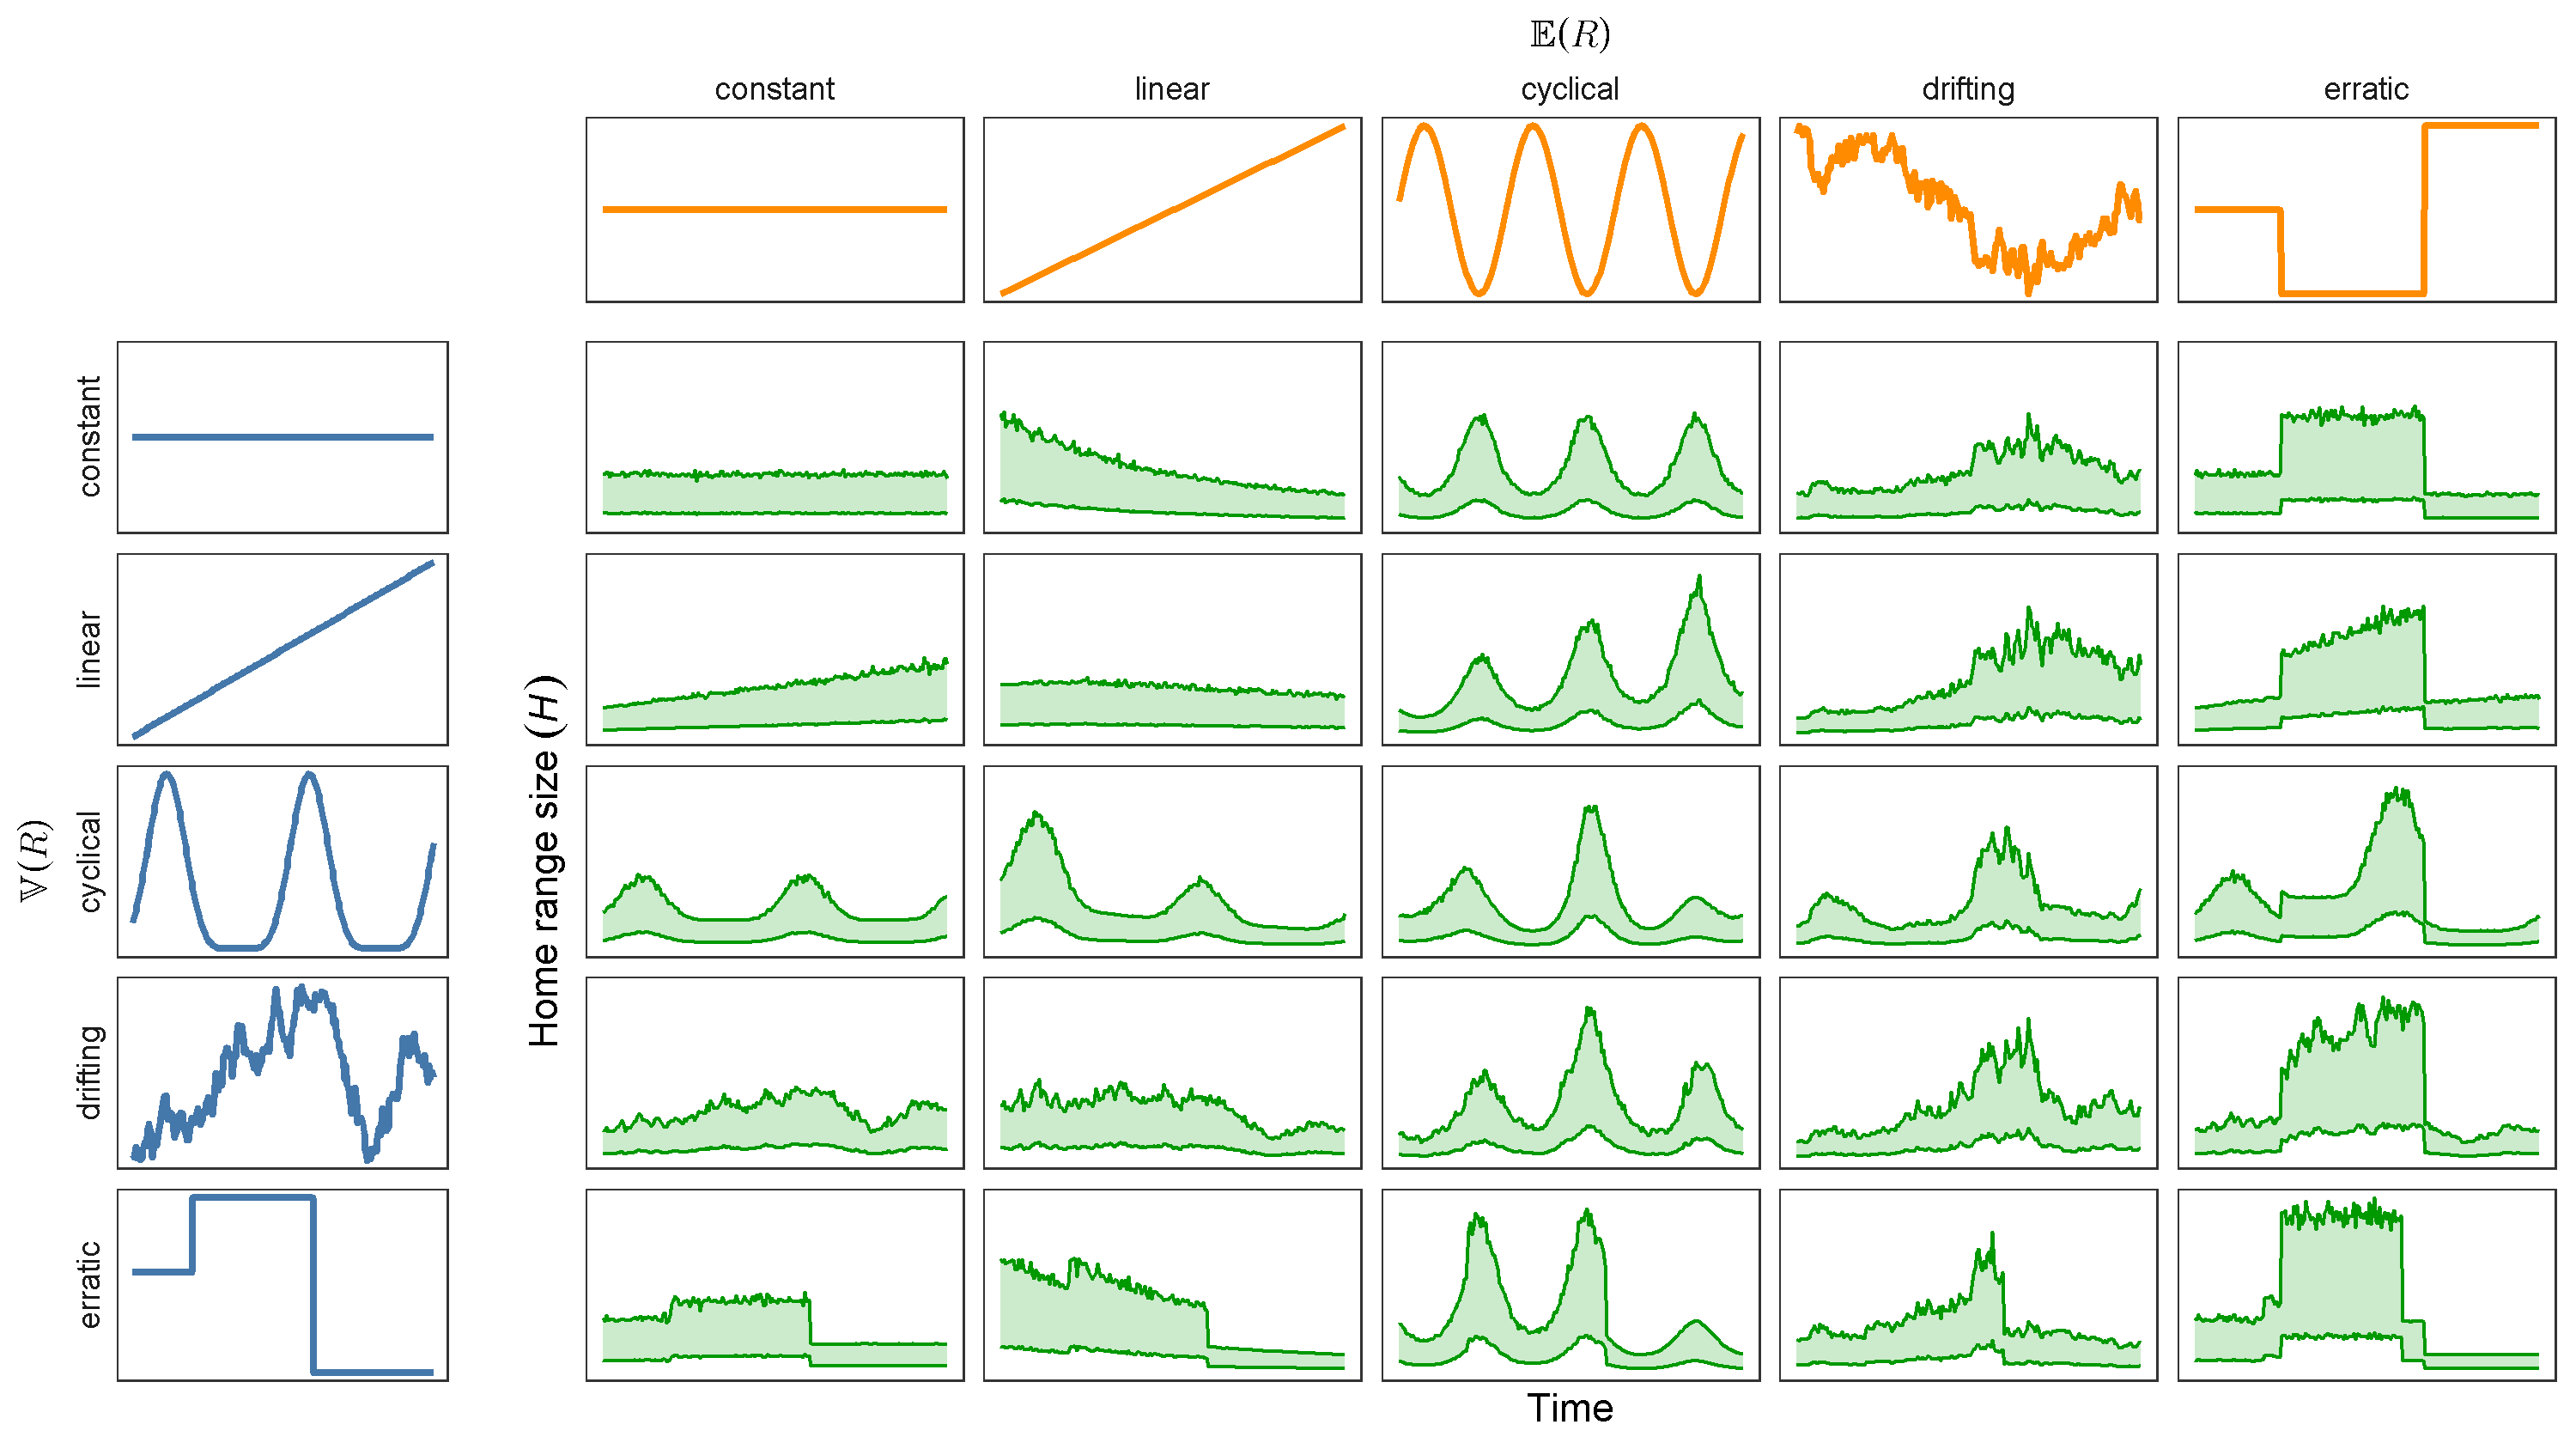 𝔼(R)
constant
linear
cyclical
drifting
erratic
constant
linear
cyclical
drifting
erratic
𝕍(R)
Home range size (H)
Time